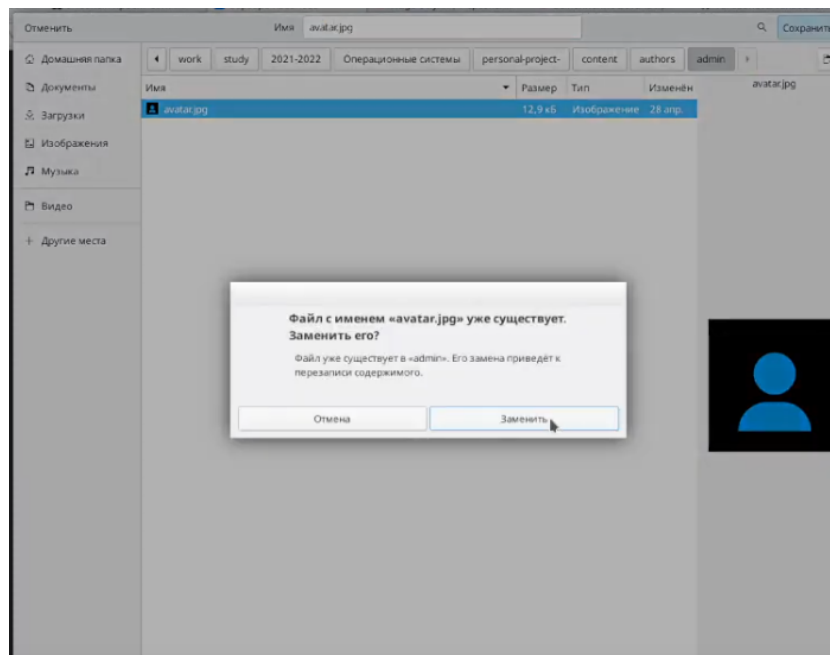 Отменить Имя avatar.jpg Сохранить
Домашняя папка work study 2021-2022 Операционные системы personal-project- content authors admin
Документы Имя Размер Тип Изменён avatar.jpg
Загрузки avatar.jpg 12,9 кБ Изображение 28 апр.
Изображения
Музыка
Видео
+ Другие места
Файл с именем «avatar.jpg» уже существует.
Заменить его?
Файл уже существует в «admin». Его замена приведёт к
перезаписи содержимого.
Отмена Заменить